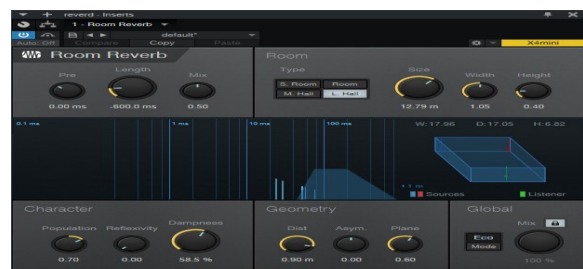 reverd - Inserts
1 - Room Reverb
default*
Auto: Off Compare Copy Paste
X4mini
Room Reverb
Pre Length Mix
0.00 ms -600.0 ms 0.50
Room
Type
S. Room Room
M. Hall L. Hall
Size Width Height
12.79 m 1.05 0.40
0.1 ms 1 ms 10 ms 100 ms
W: 17.96 D: 17.05 H: 6.82
+1 m
Sources Listener
Character
Population Reflexivity Dampness
0.70 0.00 58.5 %
Geometry
Dist Asym. Plane
0.90 m 0.00 0.60
Global
Mix
Eco
Mode
100 %